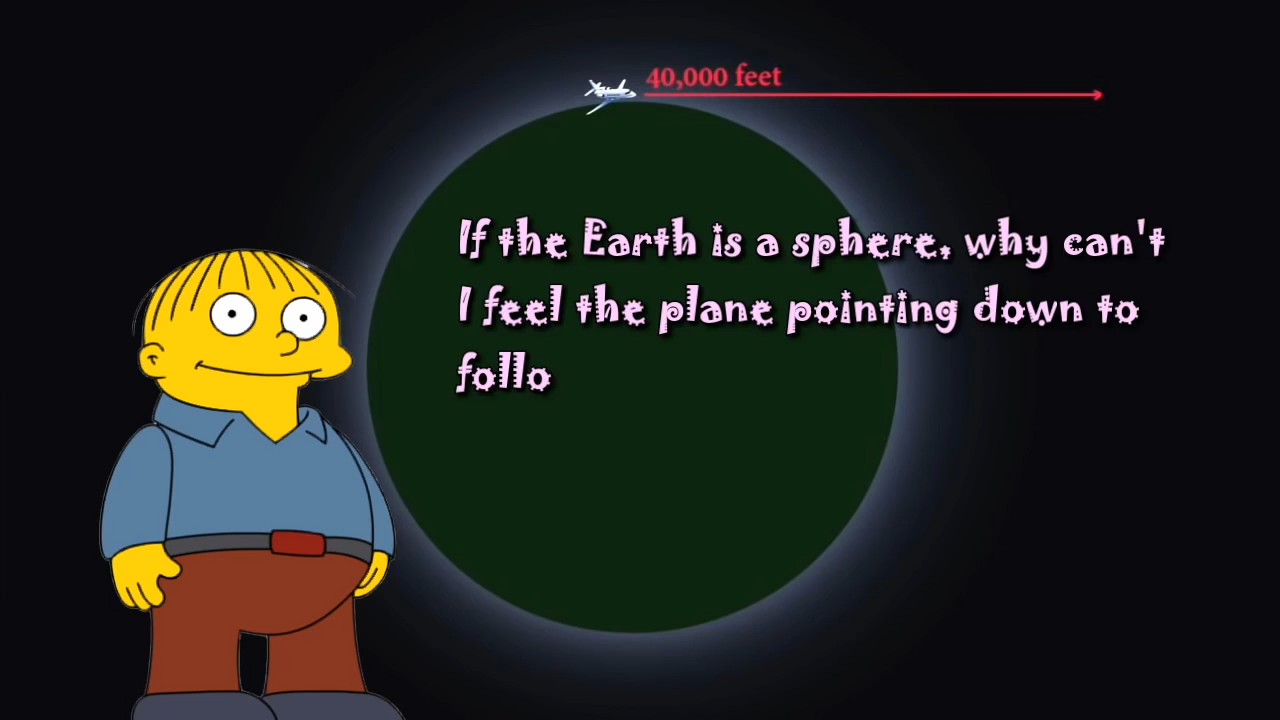 40,000 feet
If the Earth is a sphere, why can't
I feel the plane pointing down to
follo